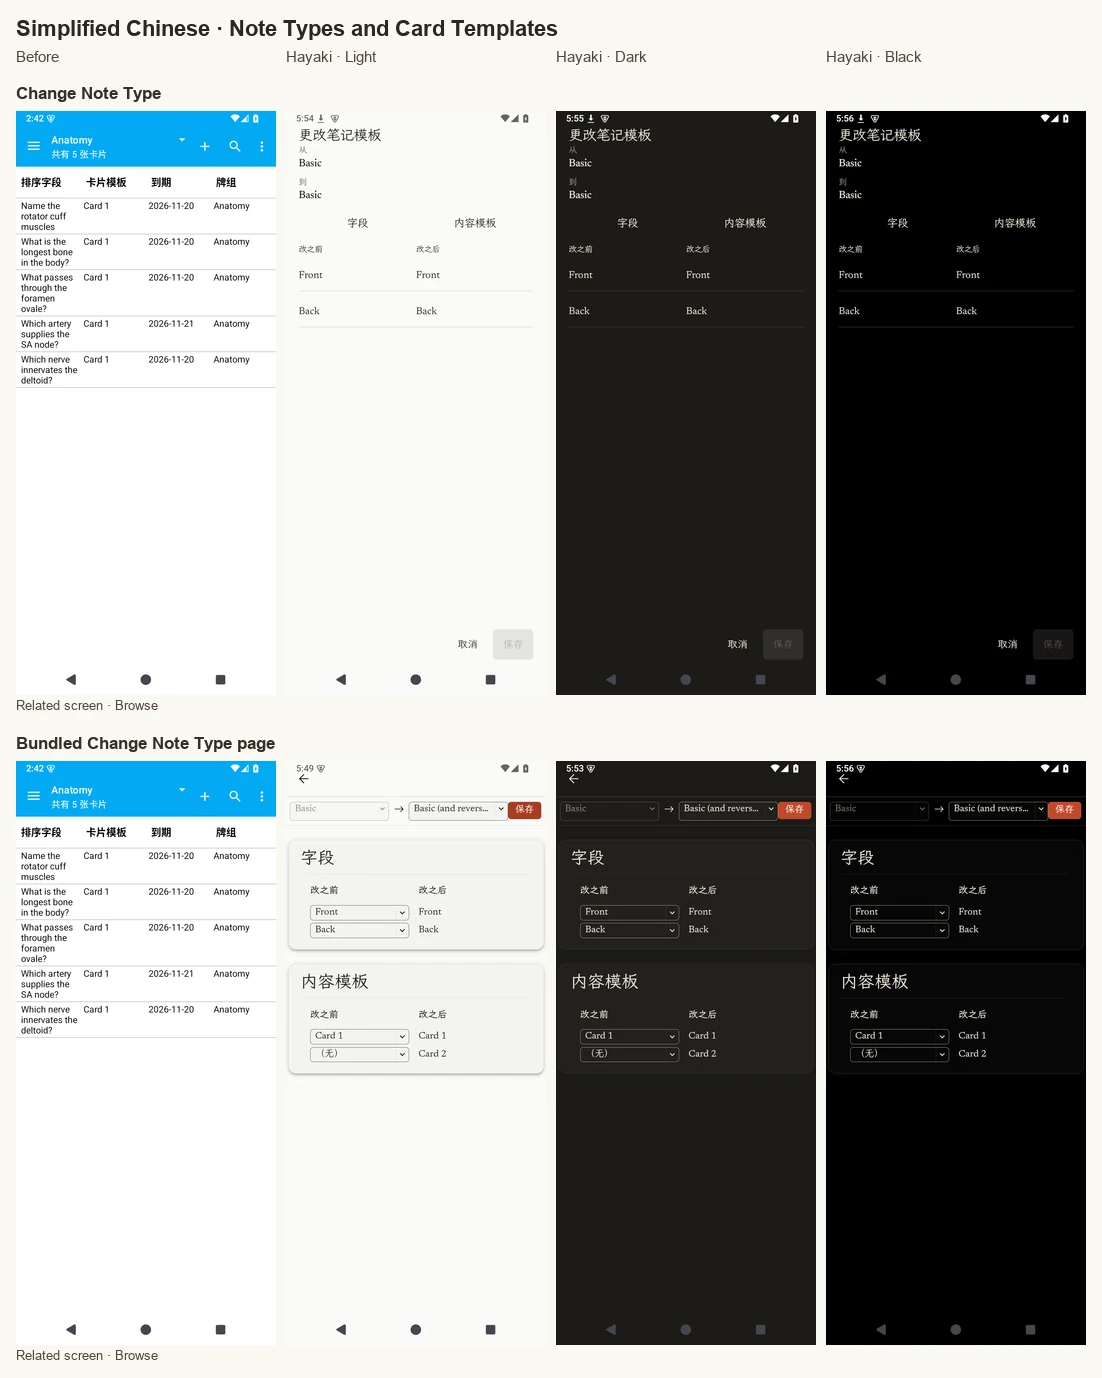 Simplified Chinese · Note Types and Card Templates
Before
Hayaki · Light
Hayaki · Dark
Hayaki · Black
Change Note Type
2:42
Anatomy
共有 5 张卡片
排序字段 卡片模板 到期 牌组
Name the rotator cuff muscles Card 1 2026-11-20 Anatomy
What is the longest bone in the body? Card 1 2026-11-20 Anatomy
What passes through the foramen ovale? Card 1 2026-11-20 Anatomy
Which artery supplies the SA node? Card 1 2026-11-21 Anatomy
Which nerve innervates the deltoid? Card 1 2026-11-20 Anatomy
5:54
更改笔记模板
从
Basic
到
Basic
字段 内容模板
改之前 改之后
Front Front
Back Back
取消 保存
5:55
更改笔记模板
从
Basic
到
Basic
字段 内容模板
改之前 改之后
Front Front
Back Back
取消 保存
5:56
更改笔记模板
从
Basic
到
Basic
字段 内容模板
改之前 改之后
Front Front
Back Back
取消 保存
Related screen · Browse
Bundled Change Note Type page
2:42
Anatomy
共有 5 张卡片
排序字段 卡片模板 到期 牌组
Name the rotator cuff muscles Card 1 2026-11-20 Anatomy
What is the longest bone in the body? Card 1 2026-11-20 Anatomy
What passes through the foramen ovale? Card 1 2026-11-20 Anatomy
Which artery supplies the SA node? Card 1 2026-11-21 Anatomy
Which nerve innervates the deltoid? Card 1 2026-11-20 Anatomy
5:49
Basic → Basic (and revers... 保存
字段
改之前 改之后
Front Front
Back Back
内容模板
改之前 改之后
Card 1 Card 1
（无） Card 2
5:53
Basic → Basic (and revers... 保存
字段
改之前 改之后
Front Front
Back Back
内容模板
改之前 改之后
Card 1 Card 1
（无） Card 2
5:56
Basic → Basic (and revers... 保存
字段
改之前 改之后
Front Front
Back Back
内容模板
改之前 改之后
Card 1 Card 1
（无） Card 2
Related screen · Browse